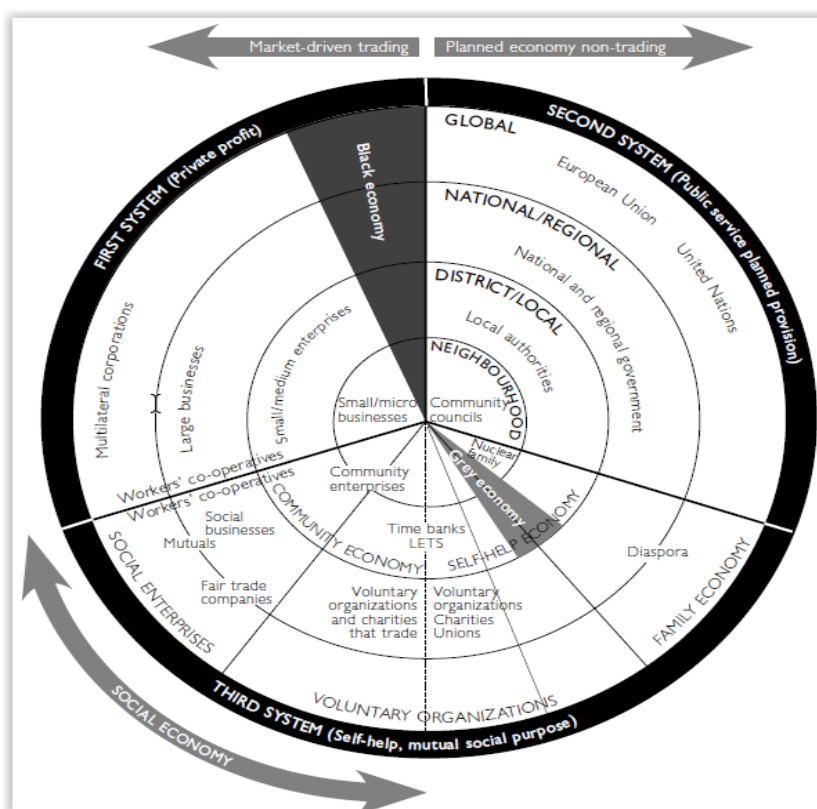 Market-driven trading
Planned economy non-trading
FIRST SYSTEM (Private profit)
SECOND SYSTEM (Public service planned provision)
Black economy
GLOBAL
European Union
United Nations
NATIONAL/REGIONAL
National and regional government
DISTRICT/LOCAL
Local authorities
NEIGHBOURHOOD
Community
councils
Multilateral corporations
Large businesses
Small/medium enterprises
Small/micro
businesses
Workers' co-operatives
Workers' co-operatives
Nuclear
family
Grey economy
Community
enterprises
COMMUNITY ECONOMY
Time banks
LETS
SELF-HELP ECONOMY
Social
businesses
Mutuals
Fair trade
companies
SOCIAL ENTERPRISES
Voluntary
organizations
and charities
that trade
Voluntary
organizations
Charities
Unions
Diaspora
FAMILY ECONOMY
VOLUNTARY ORGANIZATIONS
THIRD SYSTEM (Self-help, mutual social purpose)
SOCIAL ECONOMY